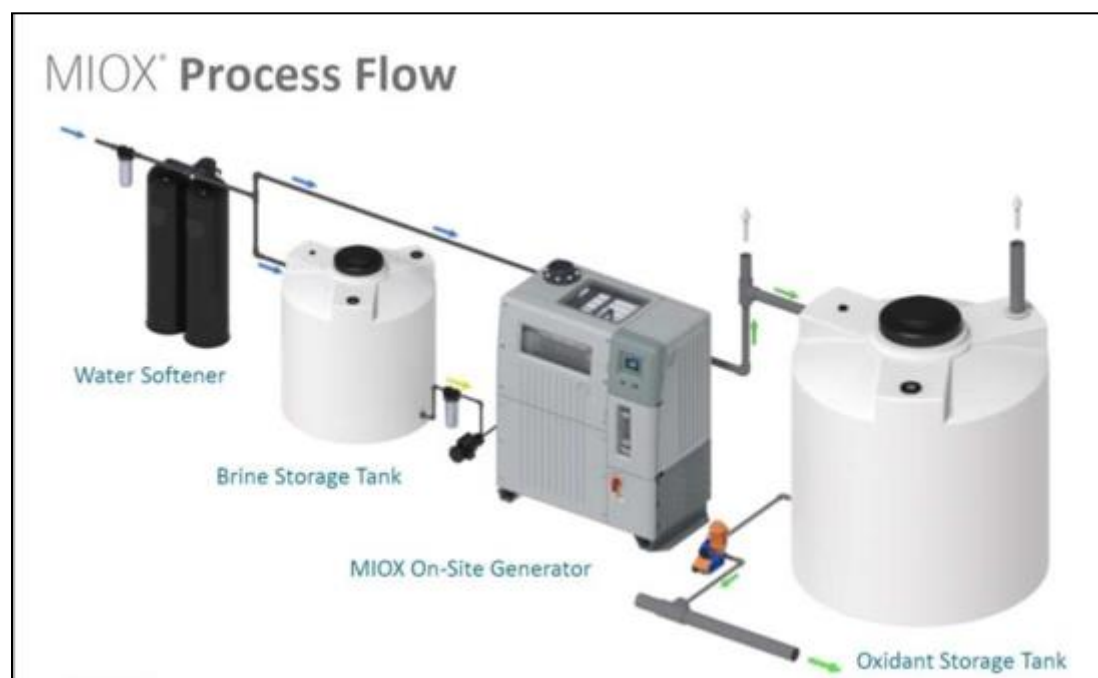 MIOX® Process Flow
Water Softener
Brine Storage Tank
MIOX On-Site Generator
Oxidant Storage Tank